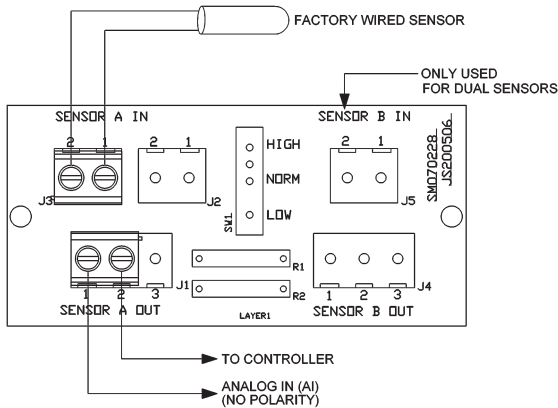 FACTORY WIRED SENSOR
ONLY USED
FOR DUAL SENSORS
SENSOR A IN
SENSOR B IN
2 1
2 1
2 1
HIGH
NORM
LOW
SW1
J3
J2
J5
SM070228
JS200506
R1
R2
J1
J4
1 2 3
1 2 3
SENSOR A OUT
SENSOR B OUT
LAYER1
TO CONTROLLER
ANALOG IN (AI)
(NO POLARITY)